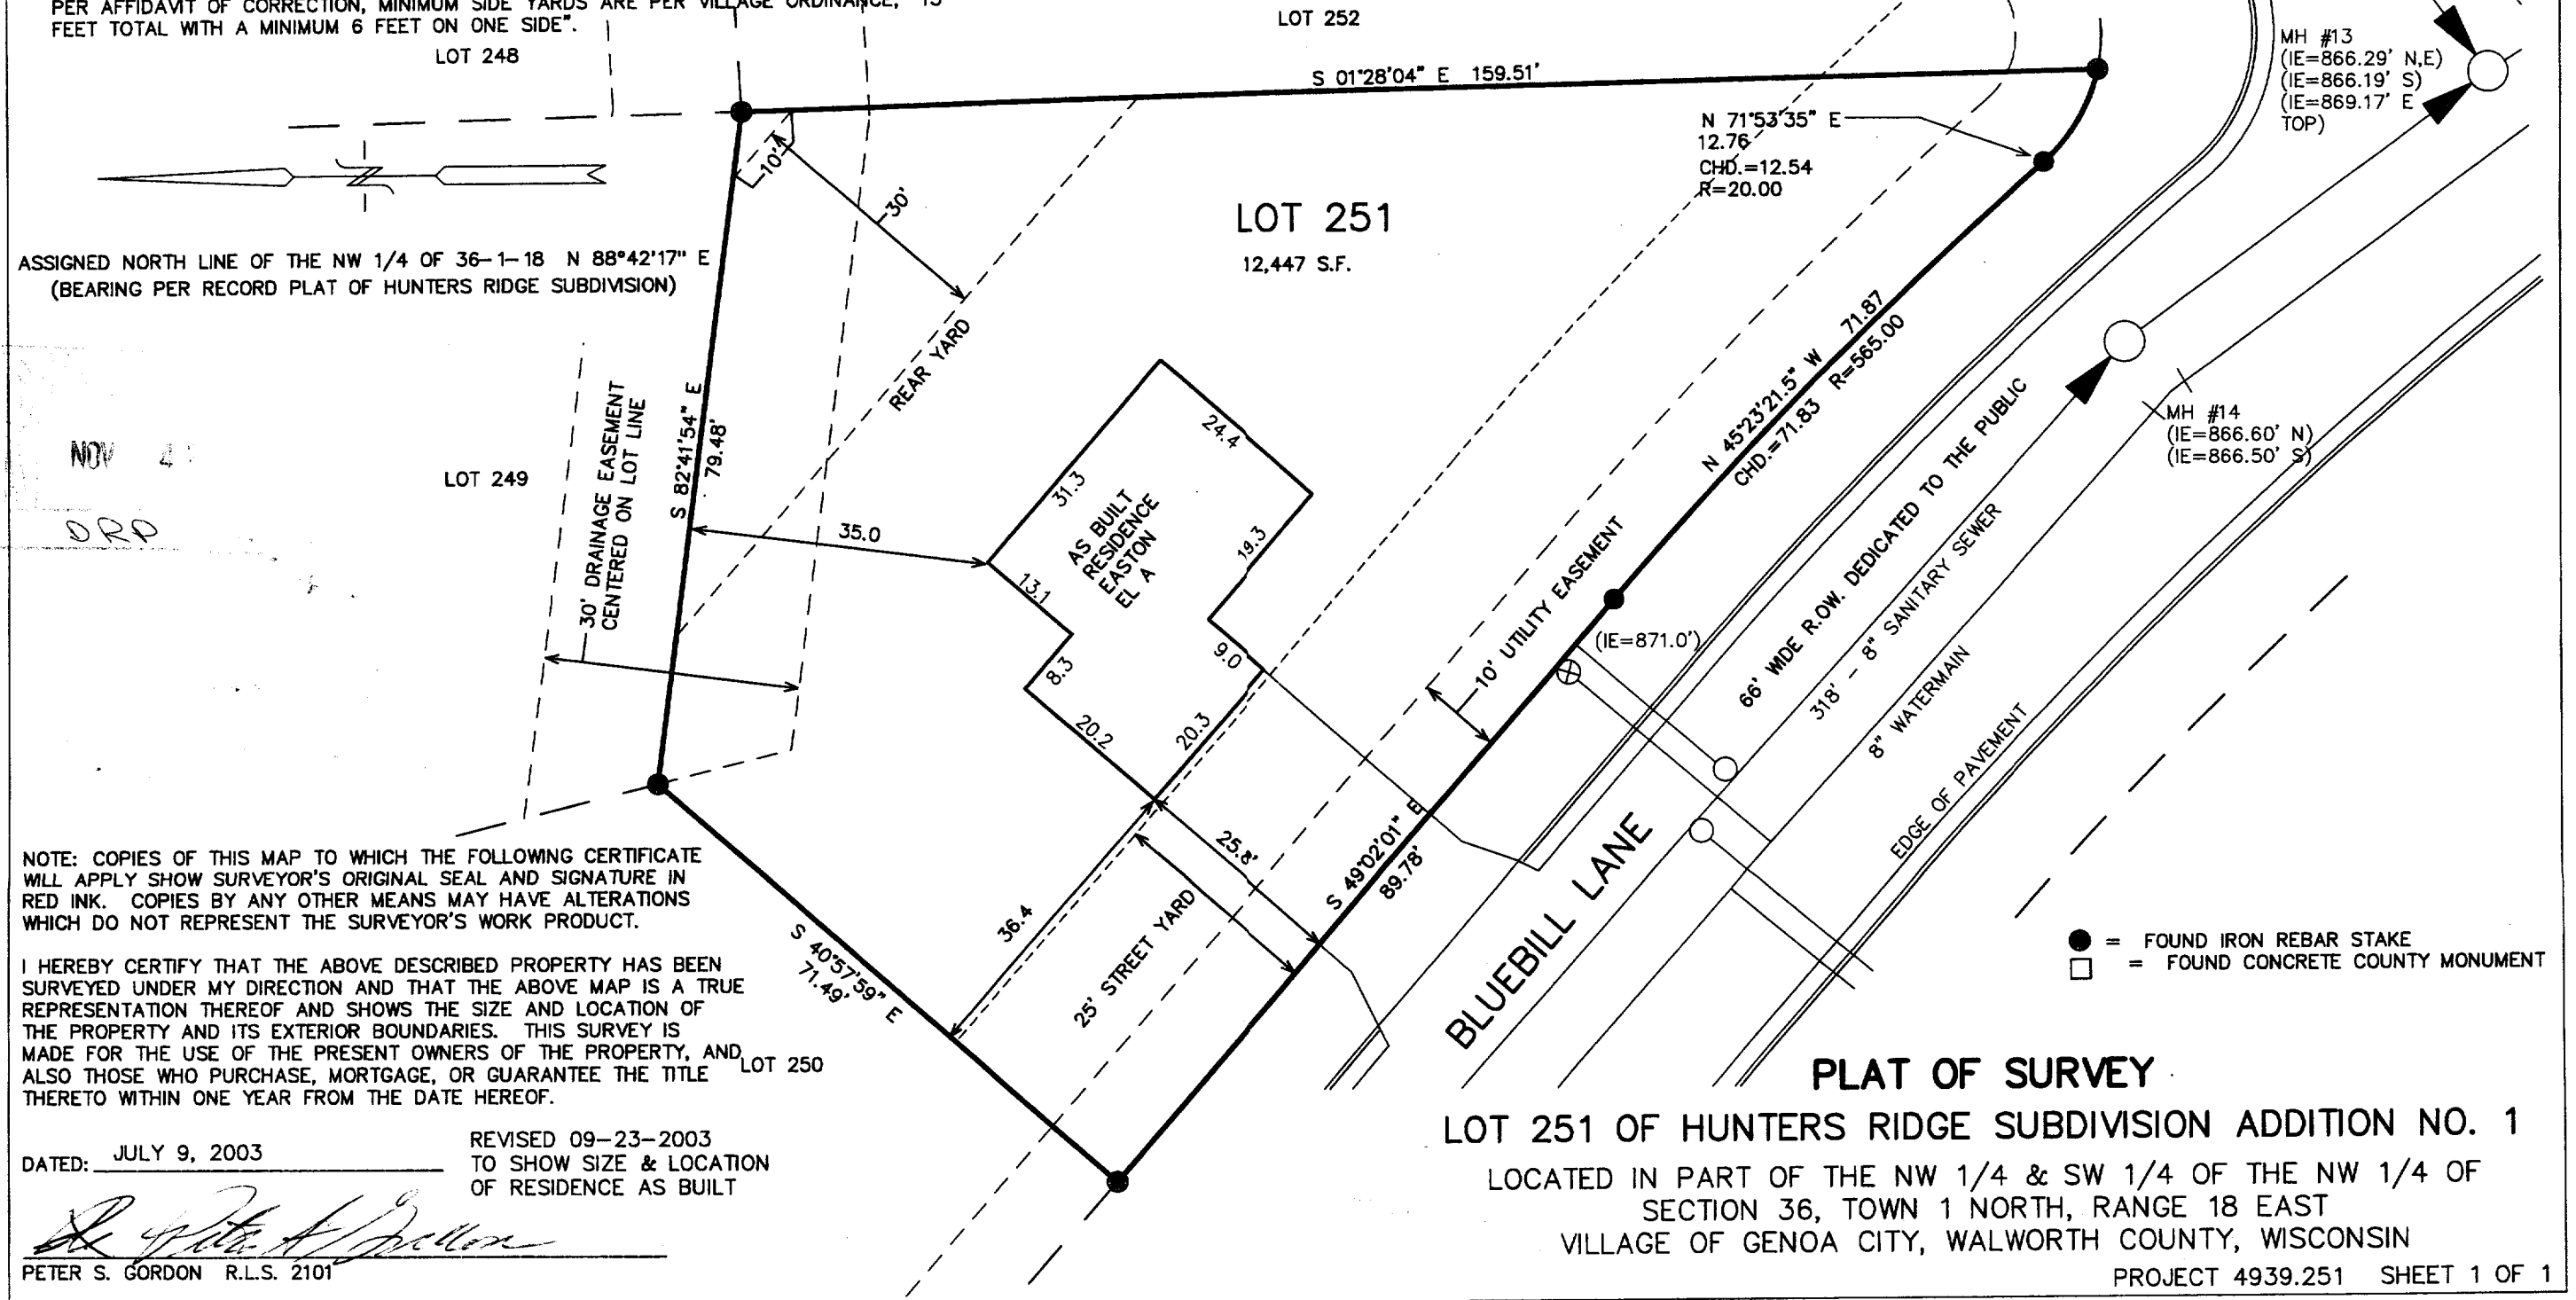 PER AFFIDAVIT OF CORRECTION, MINIMUM SIDE YARDS ARE PER VILLAGE ORDINANCE, "15
FEET TOTAL WITH A MINIMUM 6 FEET ON ONE SIDE".
LOT 248
LOT 252
S 01°28'04" E 159.51'
MH #13
(IE=866.29' N,E)
(IE=866.19' S)
(IE=869.17' E
TOP)
N 71°53'35" E
12.76
CHD.=12.54
R=20.00
10'
30'
LOT 251
12,447 S.F.
ASSIGNED NORTH LINE OF THE NW 1/4 OF 36-1-18 N 88°42'17" E
(BEARING PER RECORD PLAT OF HUNTERS RIDGE SUBDIVISION)
REAR YARD
N 45°23'21.5" W 71.87
CHD.=71.83 R=565.00
MH #14
(IE=866.60' N)
(IE=866.50' S)
NOV 4
DRP
LOT 249
30' DRAINAGE EASEMENT
CENTERED ON LOT LINE
S 82°41'54" E
79.48'
35.0
31.3
24.4
19.3
13.1
8.3
9.0
20.2
20.3
AS BUILT
RESIDENCE
EASTON
EL A
10' UTILITY EASEMENT
(IE=871.0')
66' WIDE R.O.W. DEDICATED TO THE PUBLIC
318' - 8" SANITARY SEWER
8" WATERMAIN
EDGE OF PAVEMENT
BLUEBILL LANE
S 49°02'01" E
89.78'
25.8'
25' STREET YARD
36.4
S 40°57'59" E
71.49'
LOT 250
NOTE: COPIES OF THIS MAP TO WHICH THE FOLLOWING CERTIFICATE
WILL APPLY SHOW SURVEYOR'S ORIGINAL SEAL AND SIGNATURE IN
RED INK. COPIES BY ANY OTHER MEANS MAY HAVE ALTERATIONS
WHICH DO NOT REPRESENT THE SURVEYOR'S WORK PRODUCT.
I HEREBY CERTIFY THAT THE ABOVE DESCRIBED PROPERTY HAS BEEN
SURVEYED UNDER MY DIRECTION AND THAT THE ABOVE MAP IS A TRUE
REPRESENTATION THEREOF AND SHOWS THE SIZE AND LOCATION OF
THE PROPERTY AND ITS EXTERIOR BOUNDARIES. THIS SURVEY IS
MADE FOR THE USE OF THE PRESENT OWNERS OF THE PROPERTY, AND
ALSO THOSE WHO PURCHASE, MORTGAGE, OR GUARANTEE THE TITLE
THERETO WITHIN ONE YEAR FROM THE DATE HEREOF.
DATED: JULY 9, 2003
REVISED 09-23-2003
TO SHOW SIZE & LOCATION
OF RESIDENCE AS BUILT
PETER S. GORDON R.L.S. 2101
● = FOUND IRON REBAR STAKE
□ = FOUND CONCRETE COUNTY MONUMENT
PLAT OF SURVEY
LOT 251 OF HUNTERS RIDGE SUBDIVISION ADDITION NO. 1
LOCATED IN PART OF THE NW 1/4 & SW 1/4 OF THE NW 1/4 OF
SECTION 36, TOWN 1 NORTH, RANGE 18 EAST
VILLAGE OF GENOA CITY, WALWORTH COUNTY, WISCONSIN
PROJECT 4939.251 SHEET 1 OF 1